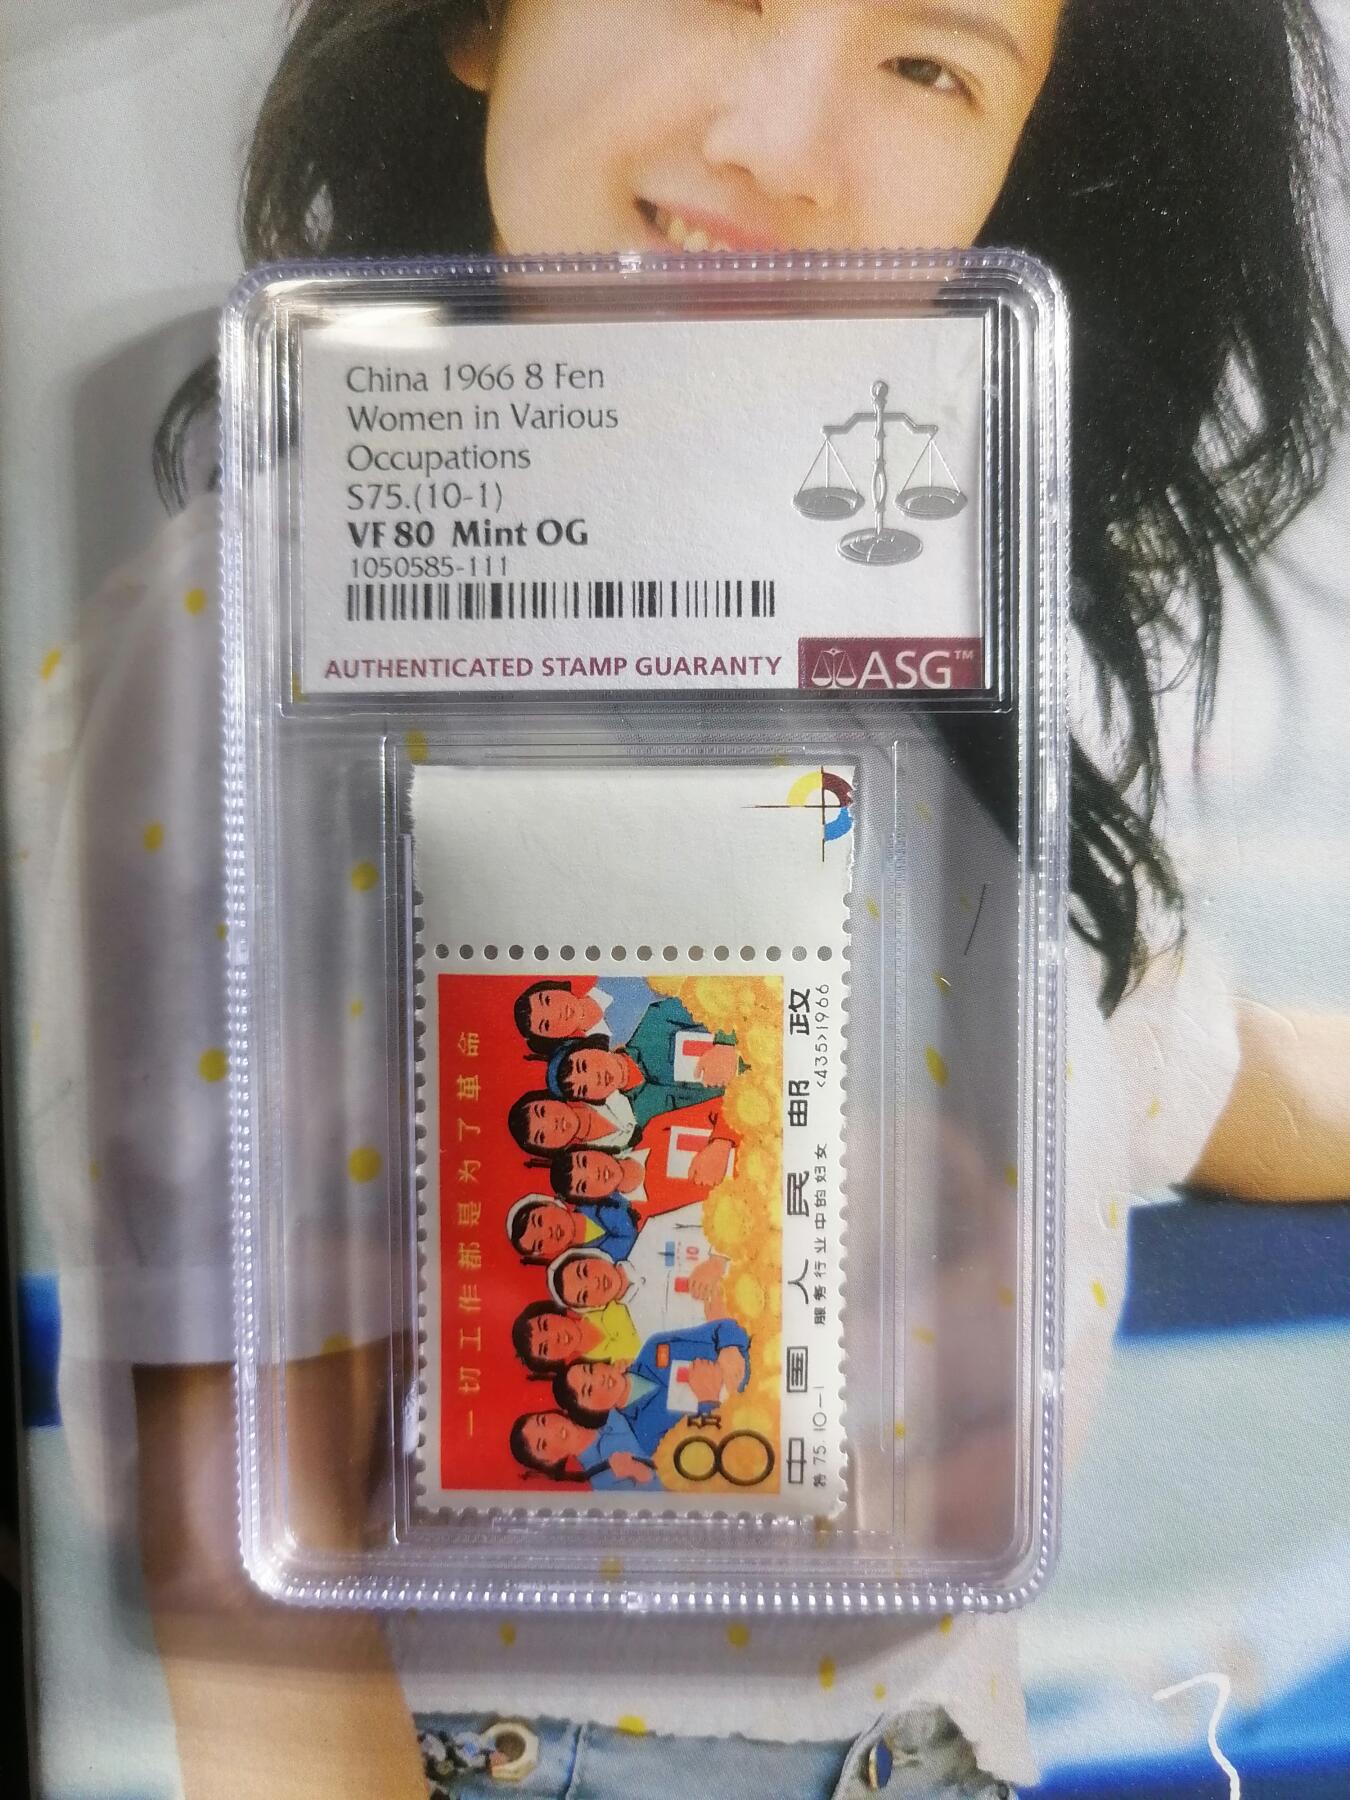 China 1966 8 Fen
Women in Various
Occupations
S75.(10-1)
VF 80 Mint OG
1050585-111
AUTHENTICATED STAMP GUARANTY
ASG™
一切工作都是为了革命
10
8分
中国人民邮政
特75.10-1 服务行业中的妇女 <435>1966